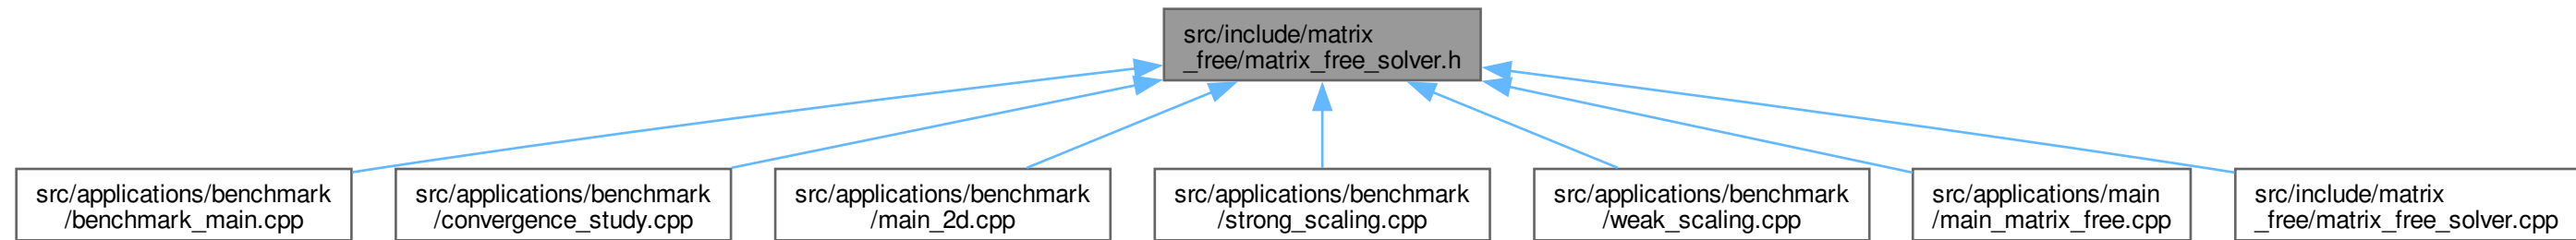 src/include/matrix
_free/matrix_free_solver.h
src/applications/benchmark
/benchmark_main.cpp
src/applications/benchmark
/convergence_study.cpp
src/applications/benchmark
/main_2d.cpp
src/applications/benchmark
/strong_scaling.cpp
src/applications/benchmark
/weak_scaling.cpp
src/applications/main
/main_matrix_free.cpp
src/include/matrix
_free/matrix_free_solver.cpp